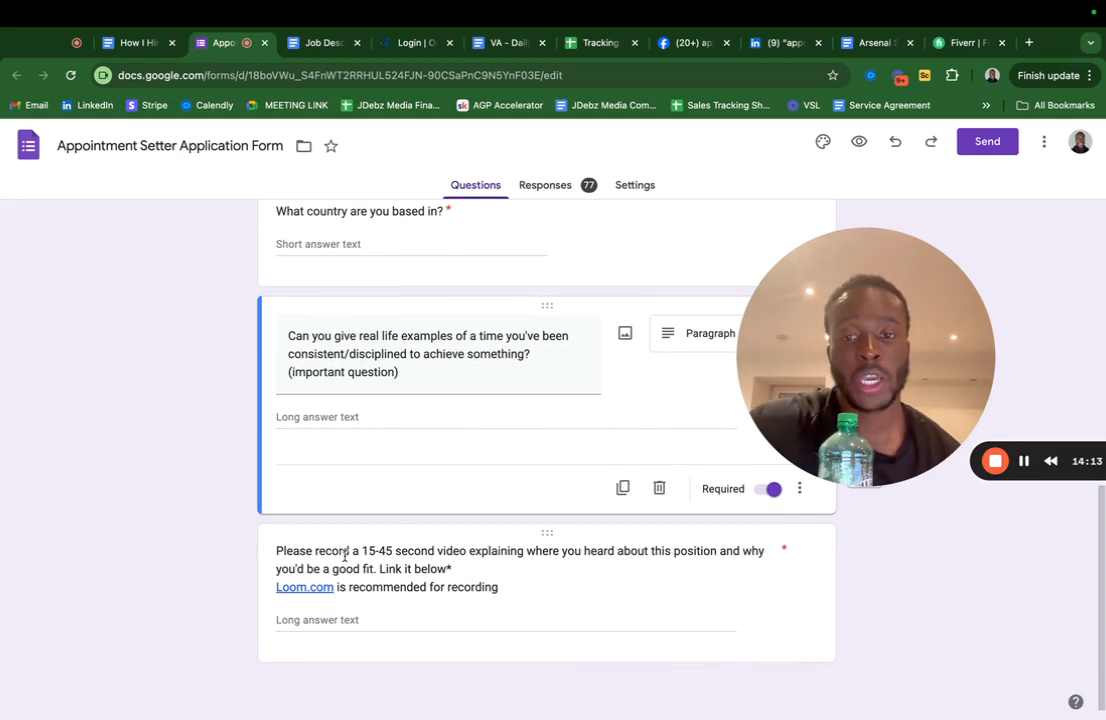 How I Hir
Appo
Job Desc
Login | O
VA - Daily
Tracking
(20+) ap
(9) "appo
Arsenal S
Fiverr | F
docs.google.com/forms/d/18boVWu_S4FnWT2RRHUL524FJN-90CSaPnC9N5YnF03E/edit
9+
Sc
Finish update
Email
LinkedIn
Stripe
Calendly
MEETING LINK
JDebz Media Fina...
AGP Accelerator
JDebz Media Com...
Sales Tracking Sh...
VSL
Service Agreement
»
All Bookmarks
Appointment Setter Application Form
Send
Questions
Responses 77
Settings
What country are you based in? *
Short answer text
Can you give real life examples of a time you've been
consistent/disciplined to achieve something?
(important question)
Paragraph
Long answer text
Required
14:13
Please record a 15-45 second video explaining where you heard about this position and why *
you'd be a good fit. Link it below*
Loom.com is recommended for recording
Long answer text